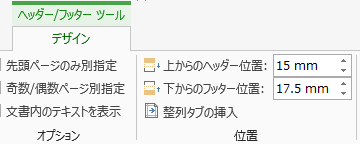 ヘッダー/フッター ツール
デザイン
先頭ページのみ別指定
奇数/偶数ページ別指定
文書内のテキストを表示
オプション
上からのヘッダー位置: 15 mm
下からのフッター位置: 17.5 mm
整列タブの挿入
位置